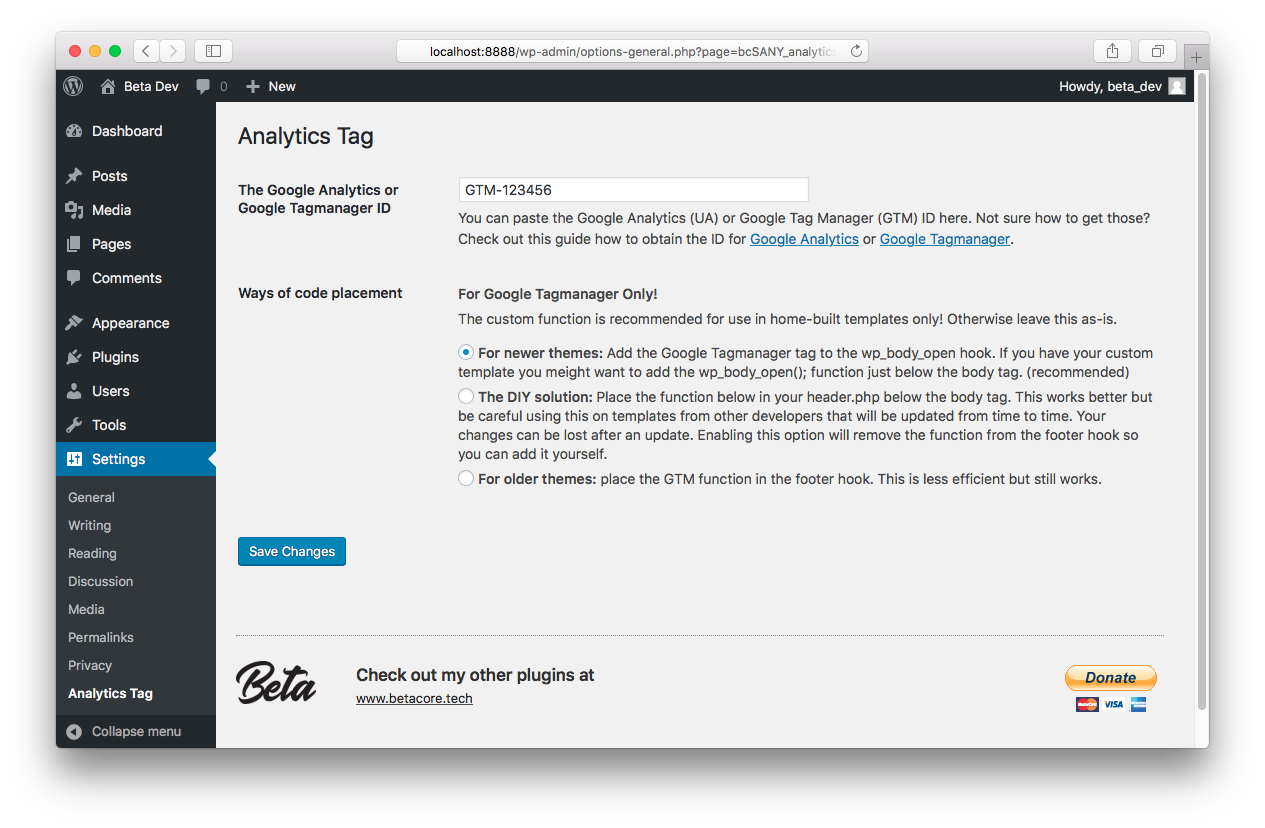 localhost:8888/wp-admin/options-general.php?page=bcSANY_analytic
Beta Dev
0
New
Howdy, beta_dev
Dashboard
Posts
Media
Pages
Comments
Appearance
Plugins
Users
Tools
Settings
General
Writing
Reading
Discussion
Media
Permalinks
Privacy
Analytics Tag
Collapse menu
Analytics Tag
The Google Analytics or
Google Tagmanager ID
GTM-123456
You can paste the Google Analytics (UA) or Google Tag Manager (GTM) ID here. Not sure how to get those?
Check out this guide how to obtain the ID for Google Analytics or Google Tagmanager.
Ways of code placement
For Google Tagmanager Only!
The custom function is recommended for use in home-built templates only! Otherwise leave this as-is.
For newer themes: Add the Google Tagmanager tag to the wp_body_open hook. If you have your custom
template you meight want to add the wp_body_open(); function just below the body tag. (recommended)
The DIY solution: Place the function below in your header.php below the body tag. This works better but
be careful using this on templates from other developers that will be updated from time to time. Your
changes can be lost after an update. Enabling this option will remove the function from the footer hook so
you can add it yourself.
For older themes: place the GTM function in the footer hook. This is less efficient but still works.
Save Changes
Beta
Check out my other plugins at
www.betacore.tech
Donate
MasterCard
VISA